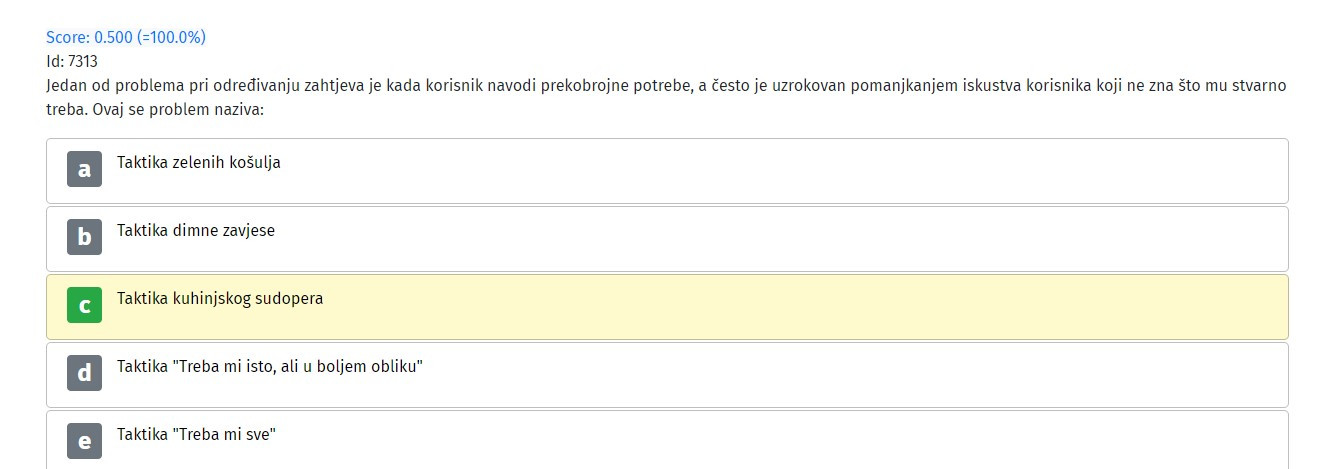 Score: 0.500 (=100.0%)
Id: 7313
Jedan od problema pri određivanju zahtjeva je kada korisnik navodi prekobrojne potrebe, a često je uzrokovan pomanjkanjem iskustva korisnika koji ne zna što mu stvarno
treba. Ovaj se problem naziva:
a Taktika zelenih košulja
b Taktika dimne zavjese
c Taktika kuhinjskog sudopera
d Taktika "Treba mi isto, ali u boljem obliku"
e Taktika "Treba mi sve"